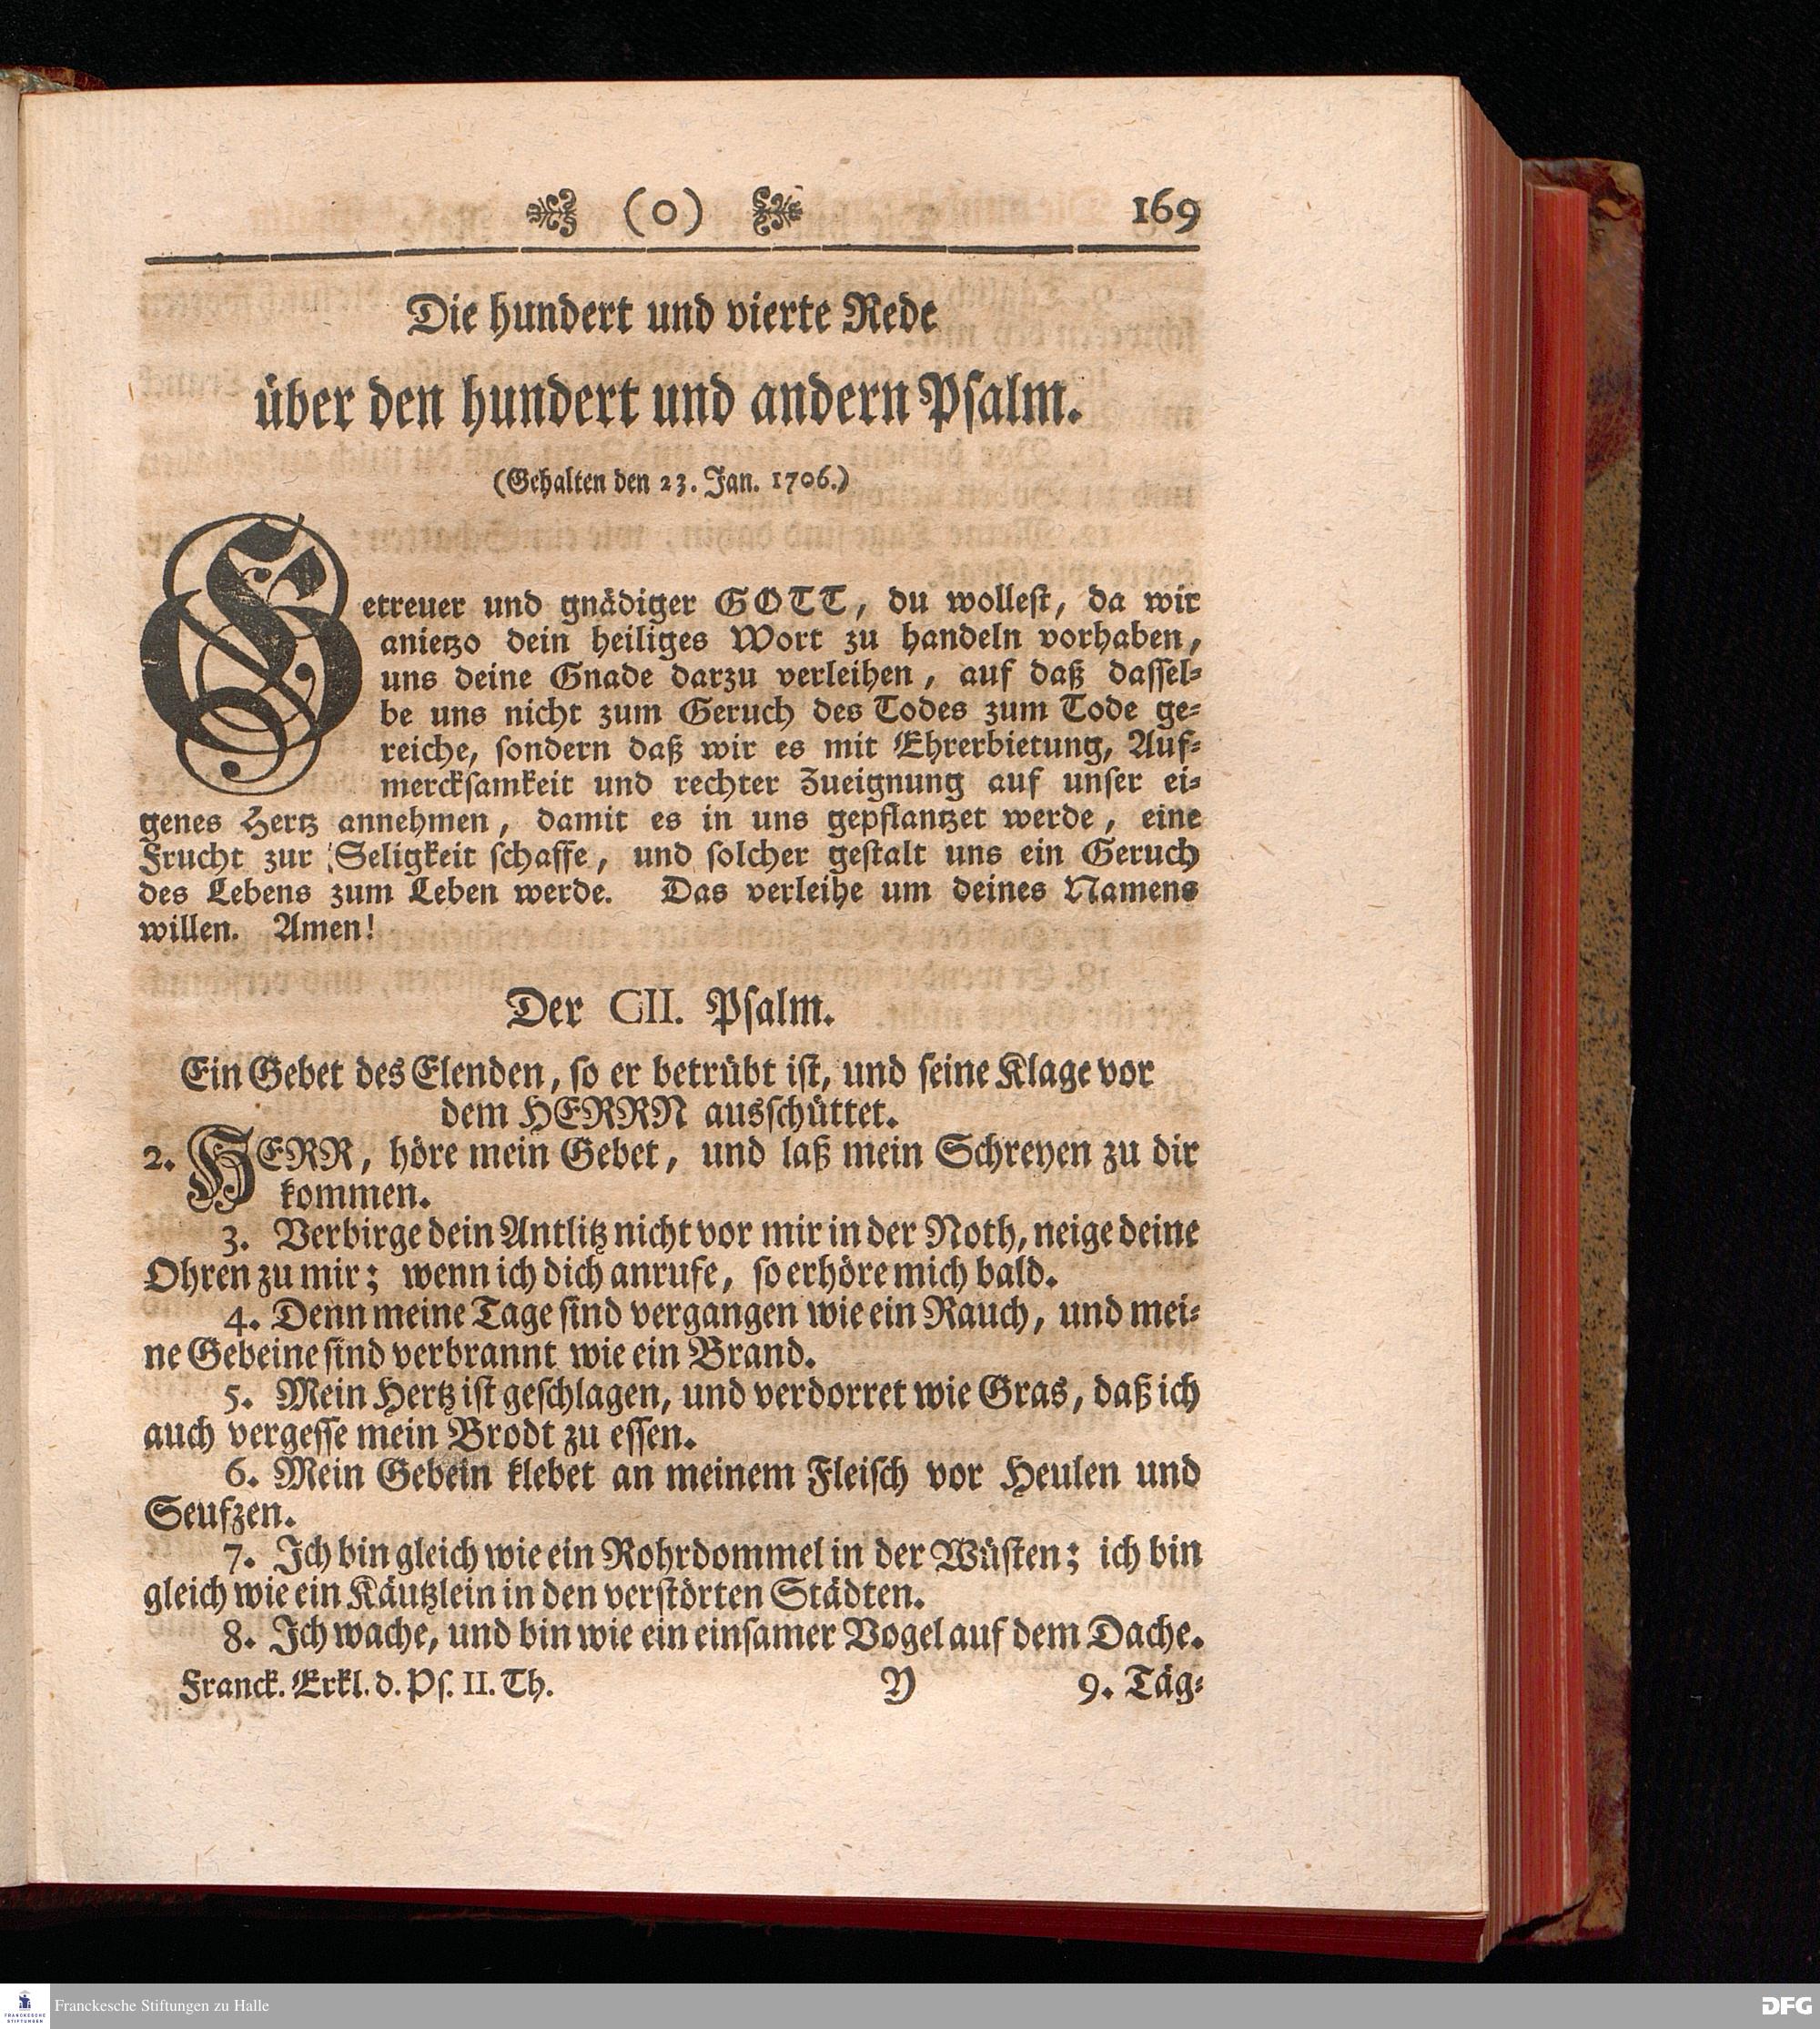 (o) 169
Die hundert und vierte Rede
über den hundert und andern Psalm.
(Gehalten den 23. Jan. 1706.)
Getreuer und gnädiger GOTT, du wollest, da wir
anietzo dein heiliges Wort zu handeln vorhaben,
uns deine Gnade darzu verleihen, auf daß dassel-
be uns nicht zum Geruch des Todes zum Tode ge-
reiche, sondern daß wir es mit Ehrerbietung, Auf-
mercksamkeit und rechter Zueignung auf unser ei-
genes Hertz annehmen, damit es in uns gepflantzet werde, eine
Frucht zur Seligkeit schaffe, und solcher gestalt uns ein Geruch
des Lebens zum Leben werde. Das verleihe um deines Namens
willen. Amen!
Der CII. Psalm.
Ein Gebet des Elenden, so er betrübt ist, und seine Klage vor
dem HERRN ausschüttet.
2. HERR, höre mein Gebet, und laß mein Schreyen zu dir
kommen.
3. Verbirge dein Antlitz nicht vor mir in der Noth, neige deine
Ohren zu mir; wenn ich dich anrufe, so erhöre mich bald.
4. Denn meine Tage sind vergangen wie ein Rauch, und mei-
ne Gebeine sind verbrannt wie ein Brand.
5. Mein Hertz ist geschlagen, und verdorret wie Gras, daß ich
auch vergesse mein Brodt zu essen.
6. Mein Gebein klebet an meinem Fleisch vor Heulen und
Seufzen.
7. Ich bin gleich wie ein Rohrdommel in der Wüsten; ich bin
gleich wie ein Käutzlein in den verstörten Städten.
8. Ich wache, und bin wie ein einsamer Vogel auf dem Dache.
Franck. Erkl. d. Ps. II. Th. Y 9. Täg-
FRANCKESCHE
STIFTUNGEN
Franckesche Stiftungen zu Halle
DFG